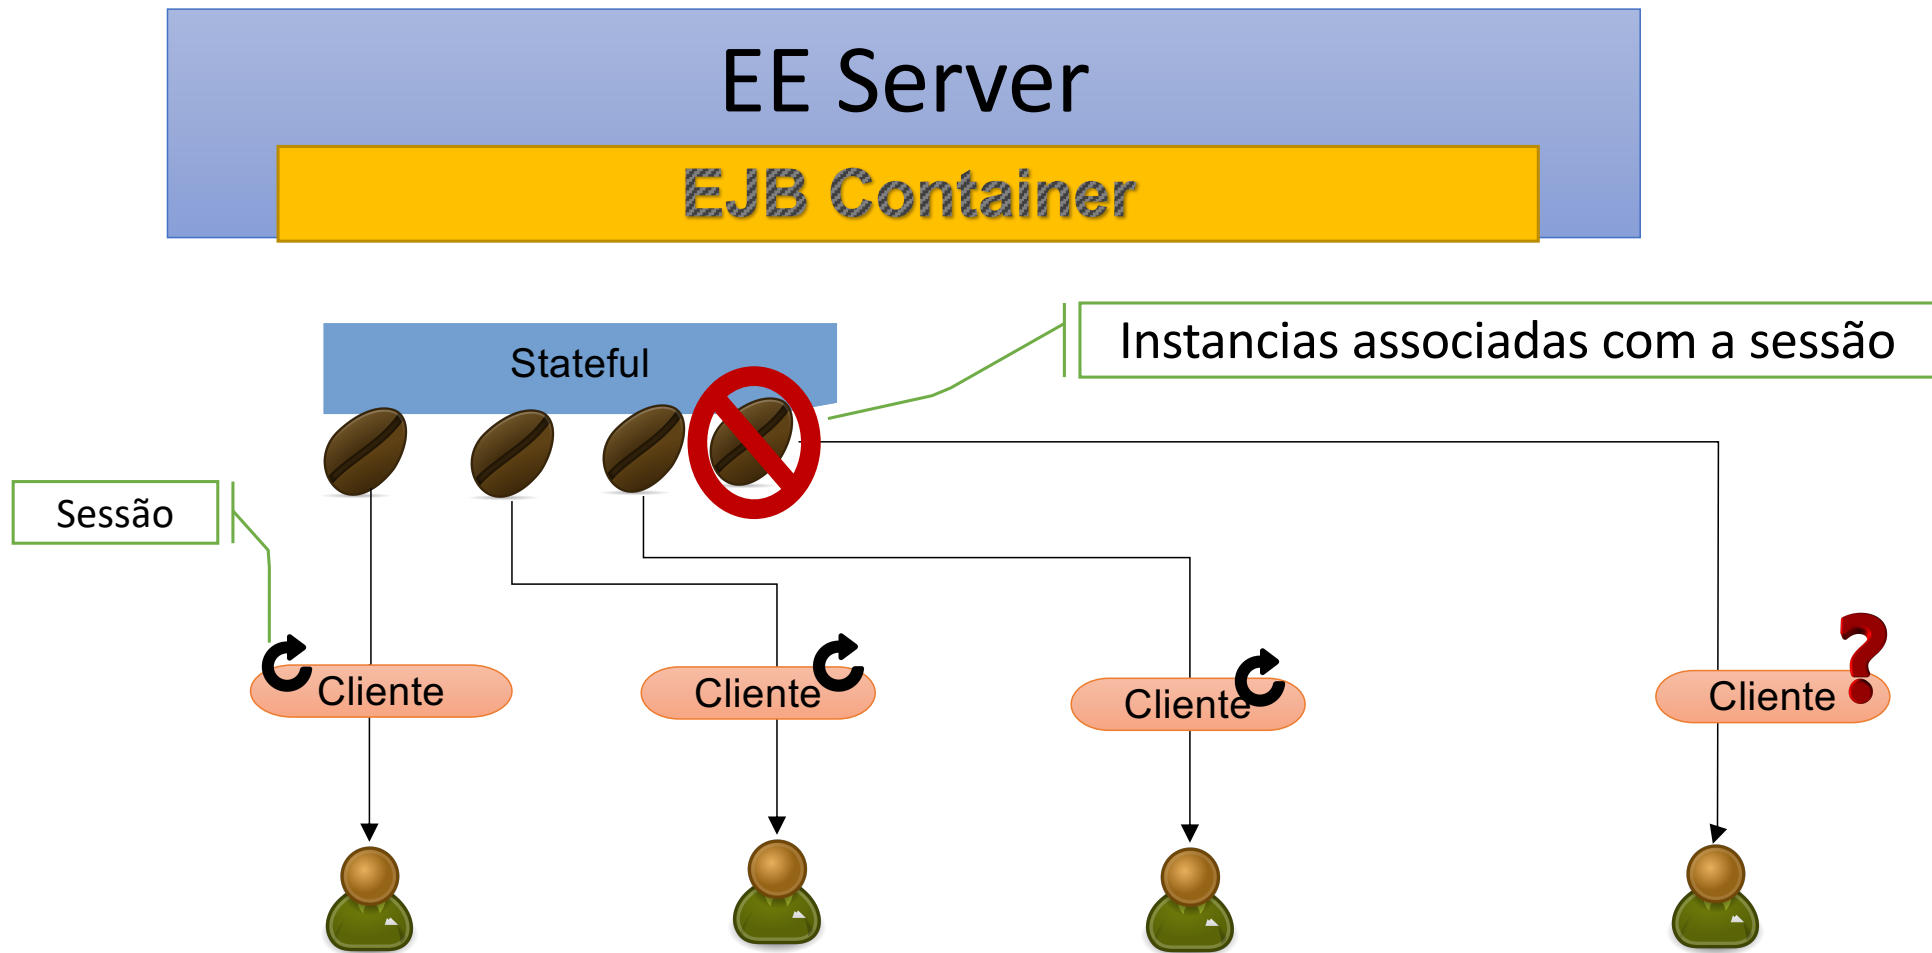 EE Server
EJB Container
Instancias associadas com a sessão
Stateful
Sessão
Cliente
Cliente
Cliente
Cliente
?